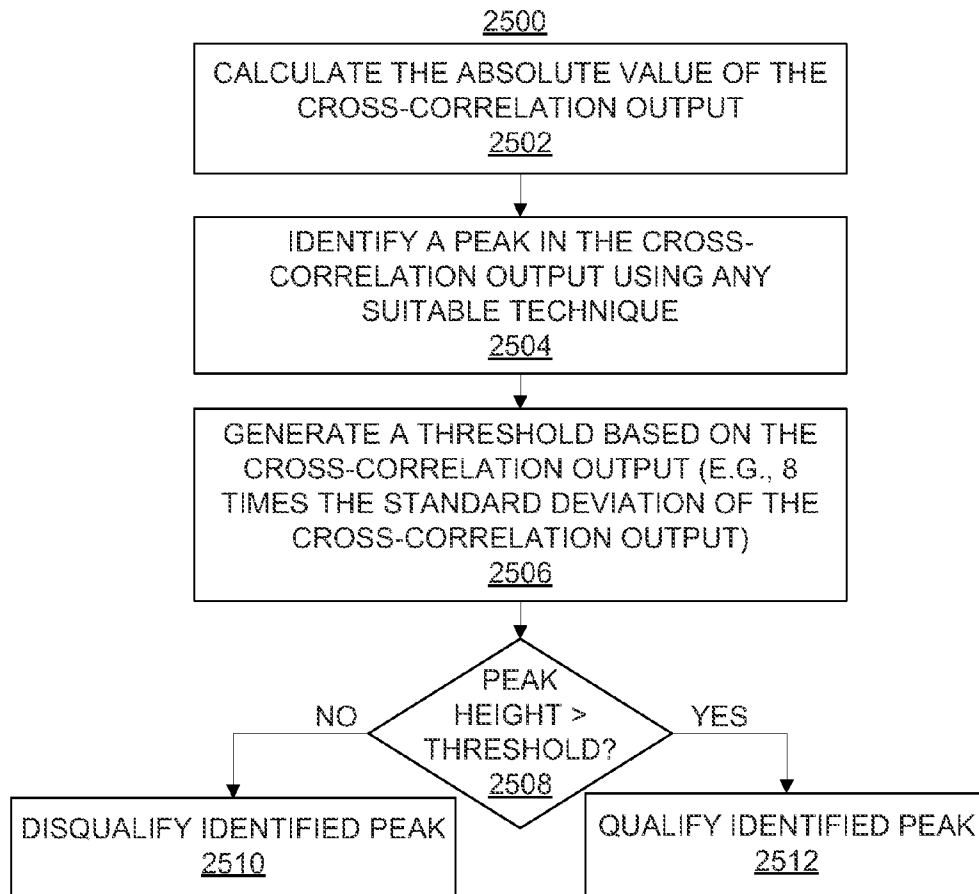 2500
CALCULATE THE ABSOLUTE VALUE OF THE
CROSS-CORRELATION OUTPUT
2502
IDENTIFY A PEAK IN THE CROSS-
CORRELATION OUTPUT USING ANY
SUITABLE TECHNIQUE
2504
GENERATE A THRESHOLD BASED ON THE
CROSS-CORRELATION OUTPUT (E.G., 8
TIMES THE STANDARD DEVIATION OF THE
CROSS-CORRELATION OUTPUT)
2506
PEAK
HEIGHT >
THRESHOLD?
2508
NO
YES
DISQUALIFY IDENTIFIED PEAK
2510
QUALIFY IDENTIFIED PEAK
2512